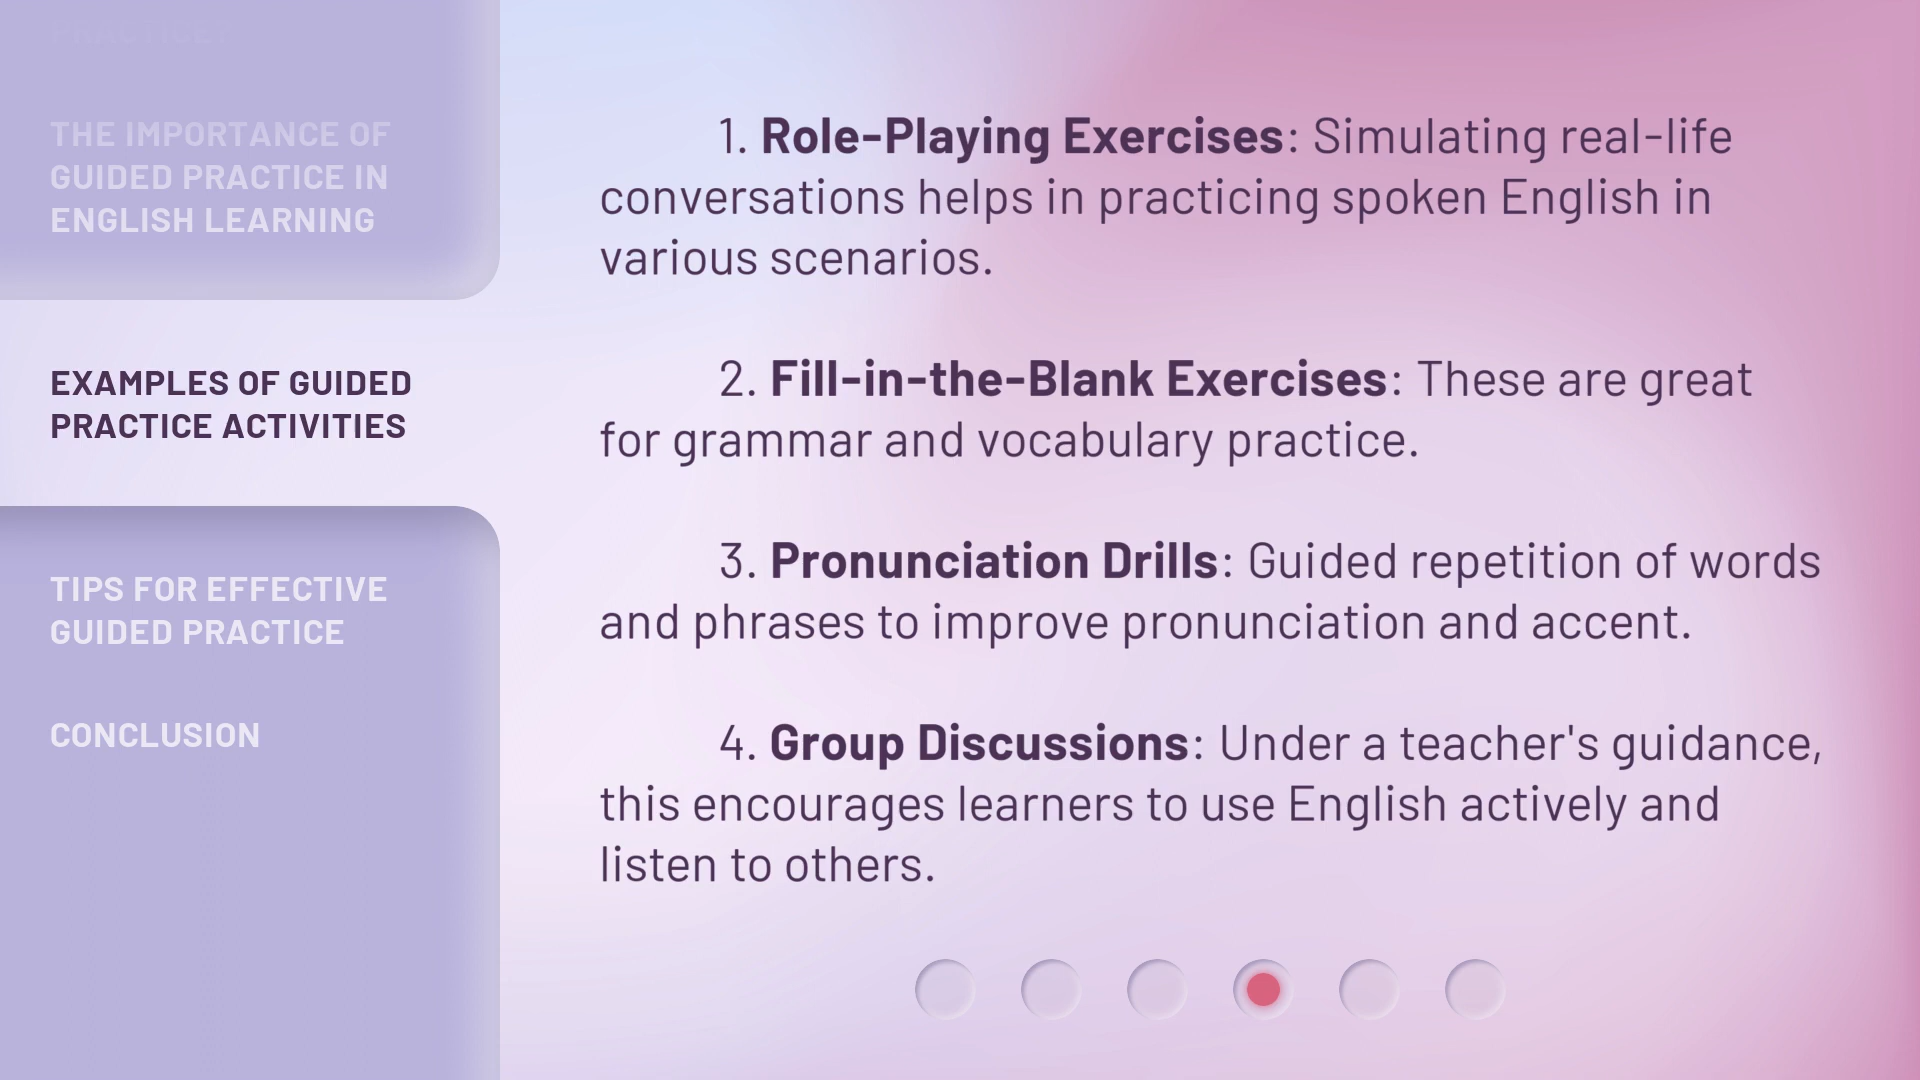 PRACTICE?
THE IMPORTANCE OF
GUIDED PRACTICE IN
ENGLISH LEARNING
EXAMPLES OF GUIDED
PRACTICE ACTIVITIES
TIPS FOR EFFECTIVE
GUIDED PRACTICE
CONCLUSION
1. Role-Playing Exercises: Simulating real-life
conversations helps in practicing spoken English in
various scenarios.
2. Fill-in-the-Blank Exercises: These are great
for grammar and vocabulary practice.
3. Pronunciation Drills: Guided repetition of words
and phrases to improve pronunciation and accent.
4. Group Discussions: Under a teacher's guidance,
this encourages learners to use English actively and
listen to others.